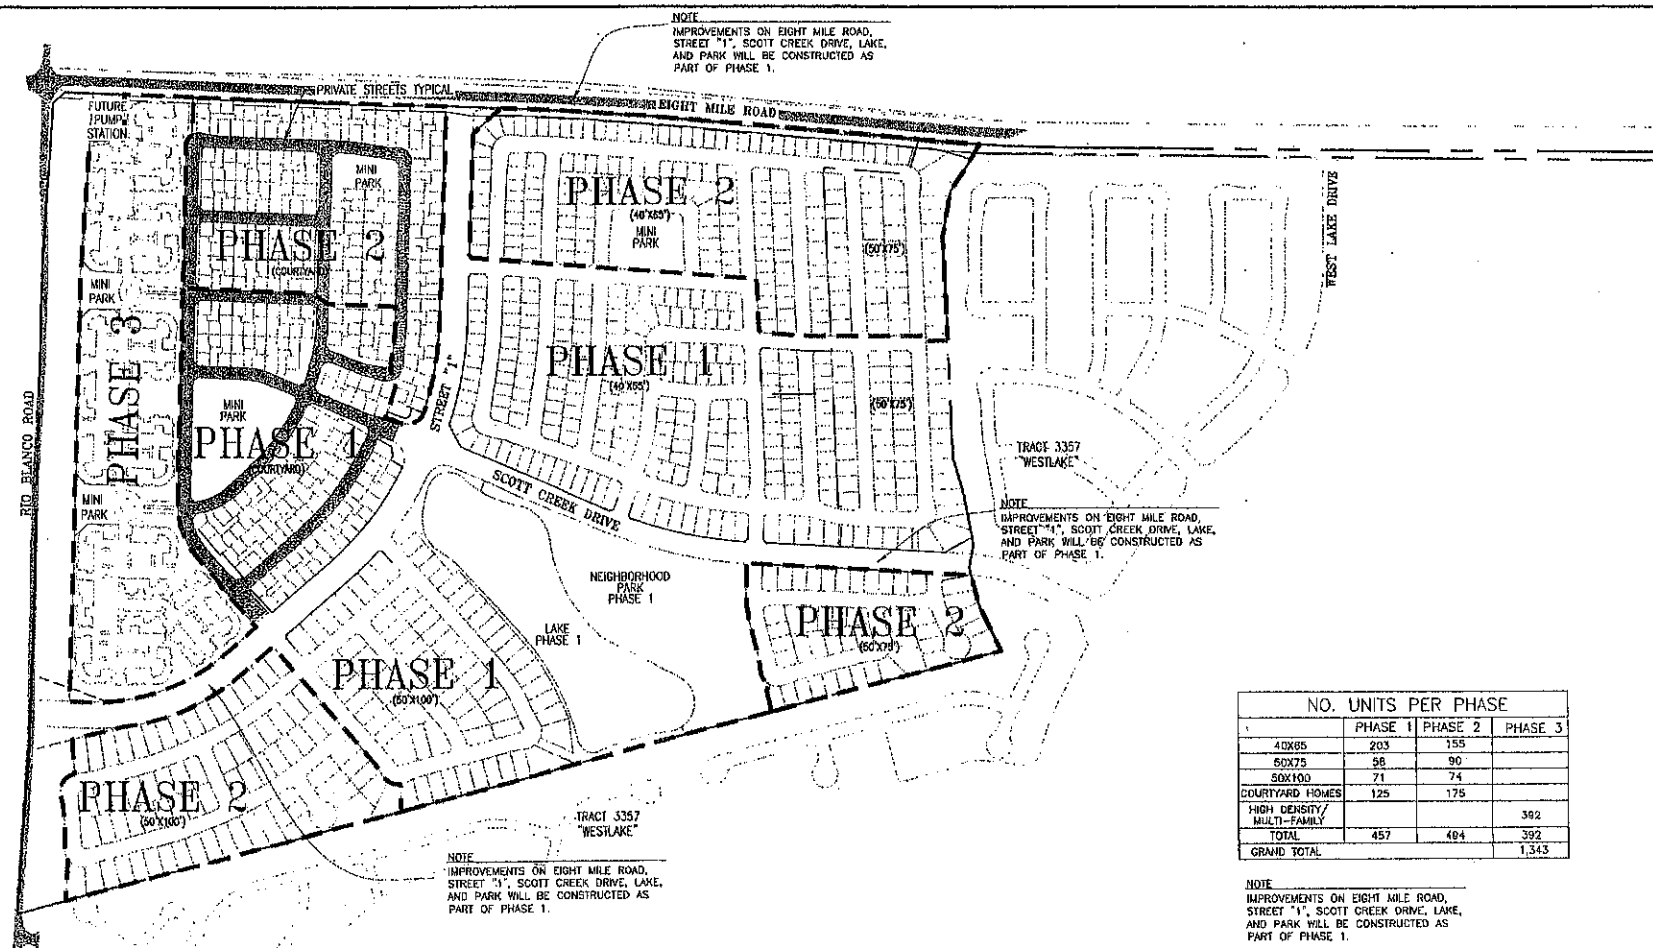 NOTE
IMPROVEMENTS ON EIGHT MILE ROAD,
STREET "1", SCOTT CREEK DRIVE, LAKE,
AND PARK WILL BE CONSTRUCTED AS
PART OF PHASE 1.
PRIVATE STREETS TYPICAL
EIGHT MILE ROAD
FUTURE
PUMP
STATION
MINI
PARK
PHASE 2
(40'X65')
MINI
PARK
(50'X75')
WEST LAKE DRIVE
PHASE 2
(COURTYARD)
MINI
PARK
PHASE 3
RIO BLANCO ROAD
PHASE 1
(40'X65')
STREET "1"
(50'X75')
MINI
PARK
PHASE 1
(COURTYARD)
MINI
PARK
TRACT 3357
"WESTLAKE"
SCOTT CREEK DRIVE
NOTE
IMPROVEMENTS ON EIGHT MILE ROAD,
STREET "1", SCOTT CREEK DRIVE, LAKE,
AND PARK WILL BE CONSTRUCTED AS
PART OF PHASE 1.
NEIGHBORHOOD
PARK
PHASE 1
LAKE
PHASE 1
PHASE 2
(50'X75')
PHASE 1
(50'X100')
PHASE 2
(50'X100')
TRACT 3357
"WESTLAKE"
NOTE
IMPROVEMENTS ON EIGHT MILE ROAD,
STREET "1", SCOTT CREEK DRIVE, LAKE,
AND PARK WILL BE CONSTRUCTED AS
PART OF PHASE 1.
NO. UNITS PER PHASE
PHASE 1 PHASE 2 PHASE 3
40X65 203 155
50X75 58 90
50X100 71 74
COURTYARD HOMES 125 175
HIGH DENSITY/
MULTI-FAMILY 392
TOTAL 457 494 392
GRAND TOTAL 1,343
NOTE
IMPROVEMENTS ON EIGHT MILE ROAD,
STREET "1", SCOTT CREEK DRIVE, LAKE,
AND PARK WILL BE CONSTRUCTED AS
PART OF PHASE 1.